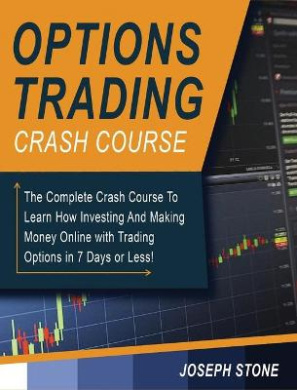 OPTIONS
TRADING
CRASH COURSE
The Complete Crash Course To
Learn How Investing And Making
Money Online with Trading
Options in 7 Days or Less!
JOSEPH STONE